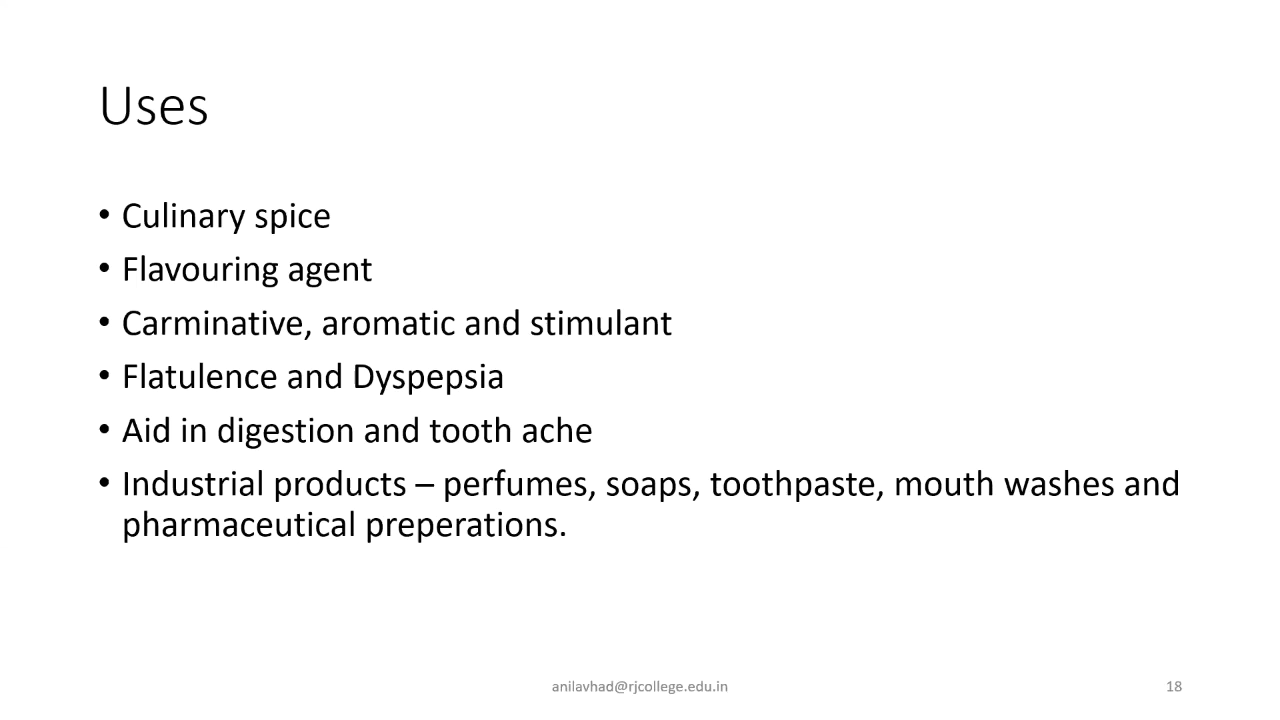 Uses
• Culinary spice
• Flavouring agent
• Carminative, aromatic and stimulant
• Flatulence and Dyspepsia
• Aid in digestion and tooth ache
• Industrial products – perfumes, soaps, toothpaste, mouth washes and
pharmaceutical preperations.
anilavhad@rjcollege.edu.in
18